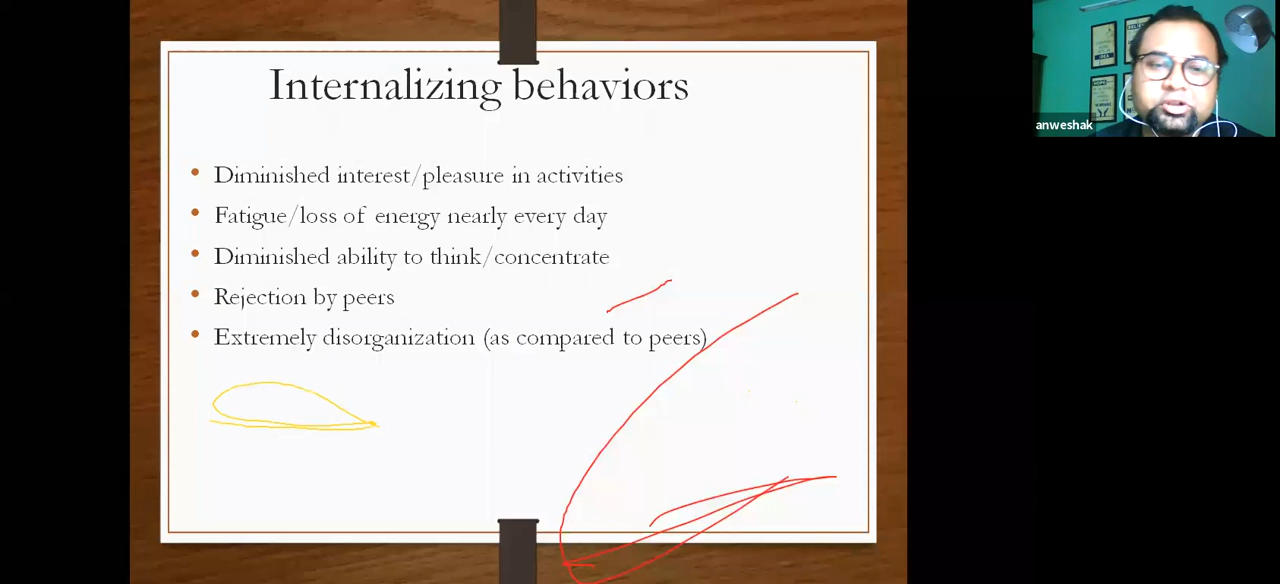 Internalizing behaviors
• Diminished interest/pleasure in activities
• Fatigue/loss of energy nearly every day
• Diminished ability to think/concentrate
• Rejection by peers
• Extremely disorganization (as compared to peers)
anweshak